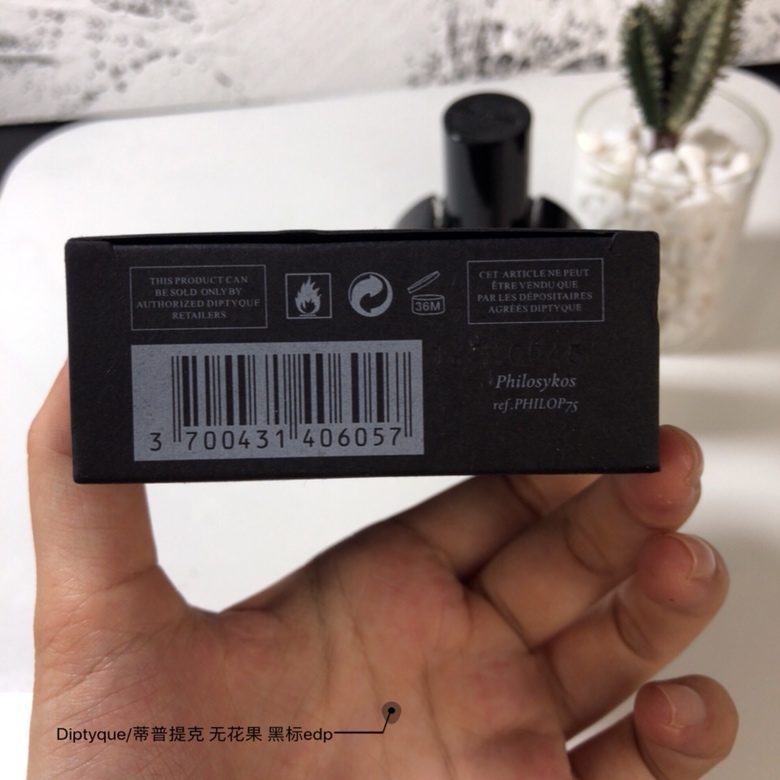 THIS PRODUCT CAN
BE SOLD ONLY BY
AUTHORIZED DIPTYQUE
RETAILERS
36M
CET ARTICLE NE PEUT
ÊTRE VENDU QUE
PAR LES DÉPOSITAIRES
AGRÉÉS DIPTYQUE
3 700431 406057
Philosykos
ref.PHILOP75
Diptyque/蒂普提克 无花果 黑标edp